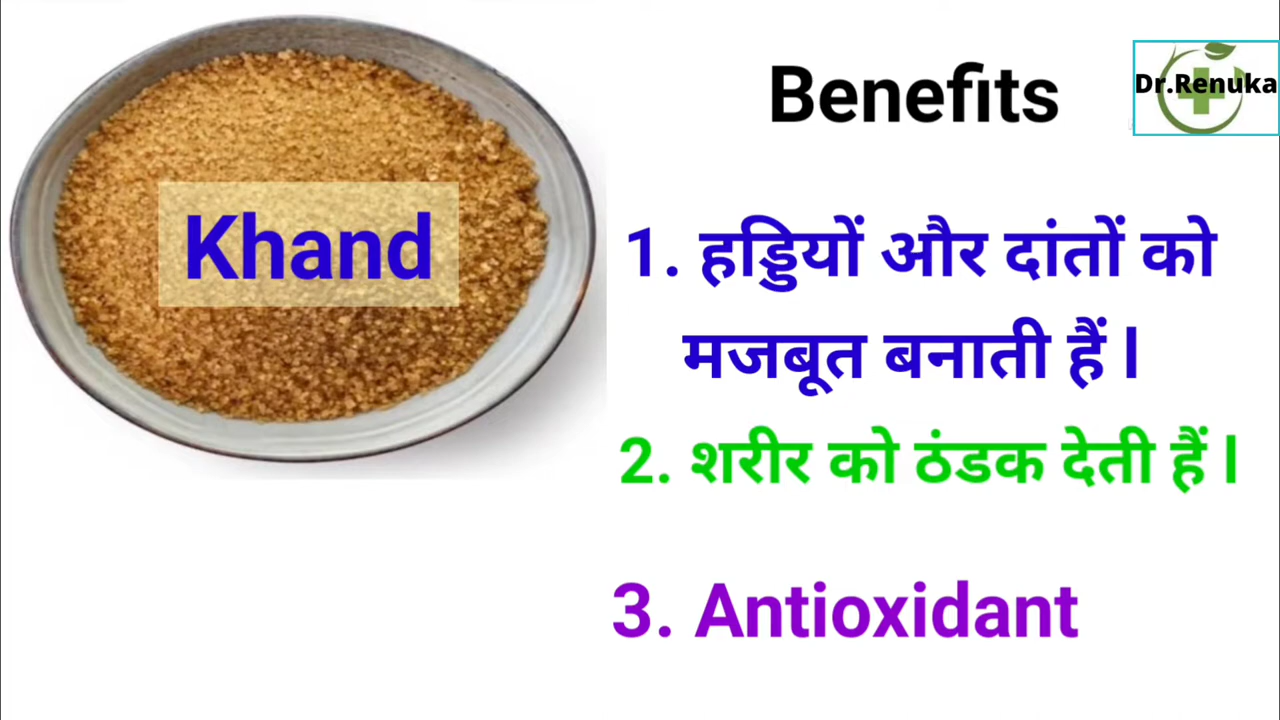 Benefits
Dr.Renuka
Khand
1. हड्डियों और दांतों को
मजबूत बनाती हैं l
2. शरीर को ठंडक देती हैं l
3. Antioxidant